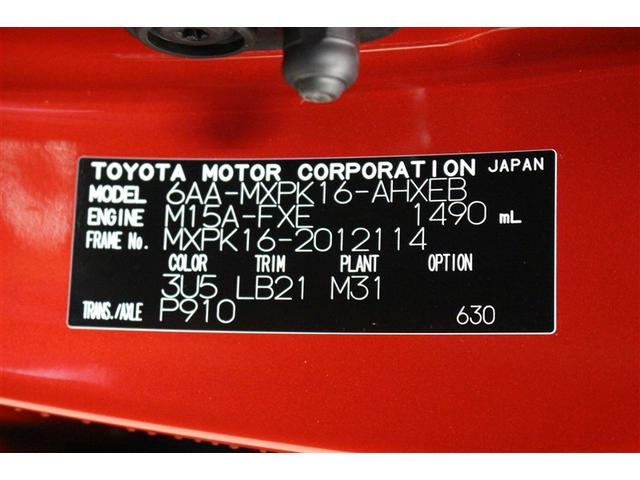 TOYOTA MOTOR CORPORATION JAPAN
MODEL 6AA-MXPK16-AHXEB
ENGINE M15A-FXE 1490 mL
FRAME No. MXPK16-2012114
COLOR TRIM PLANT OPTION
3U5 LB21 M31
TRANS./AXLE P910 630